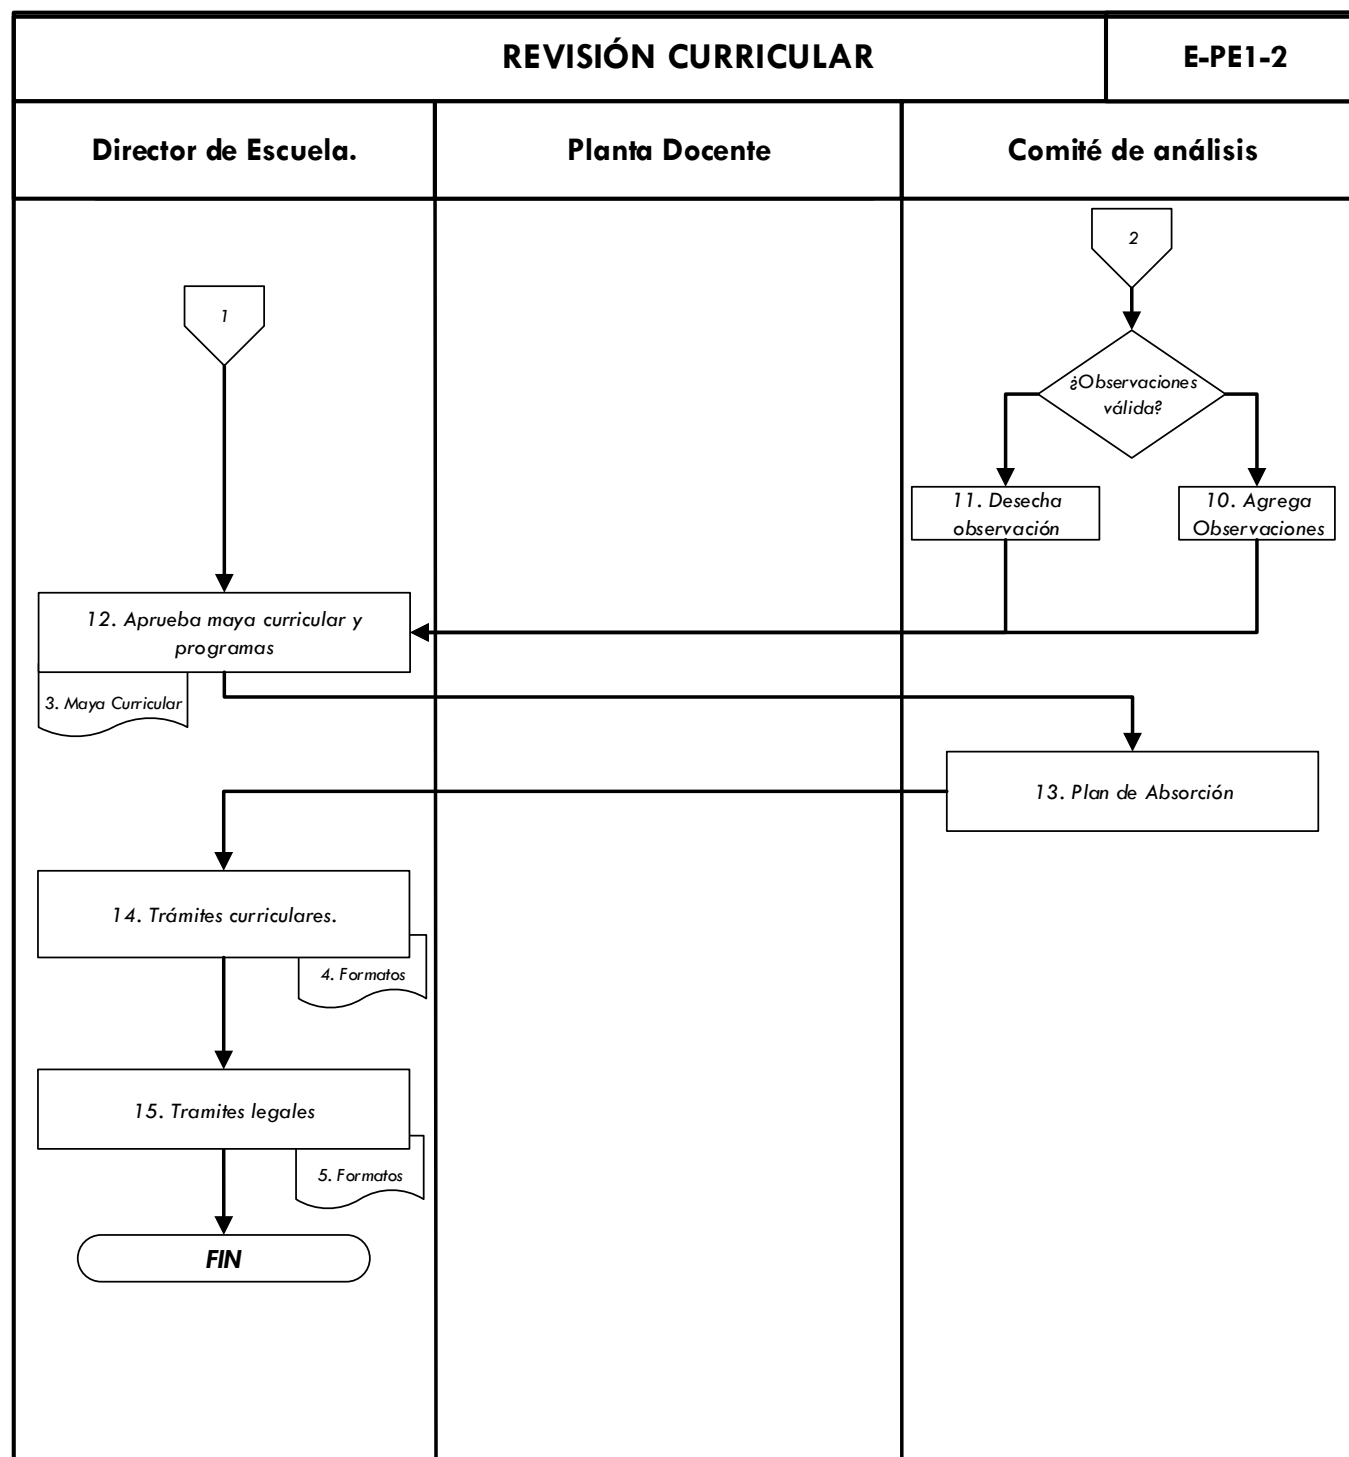 REVISIÓN CURRICULAR
E-PE1-2
Director de Escuela.
Planta Docente
Comité de análisis
2
1
¿Observaciones
válida?
11. Desecha
observación
10. Agrega
Observaciones
12. Aprueba maya curricular y
programas
3. Maya Curricular
13. Plan de Absorción
14. Trámites curriculares.
4. Formatos
15. Tramites legales
5. Formatos
FIN